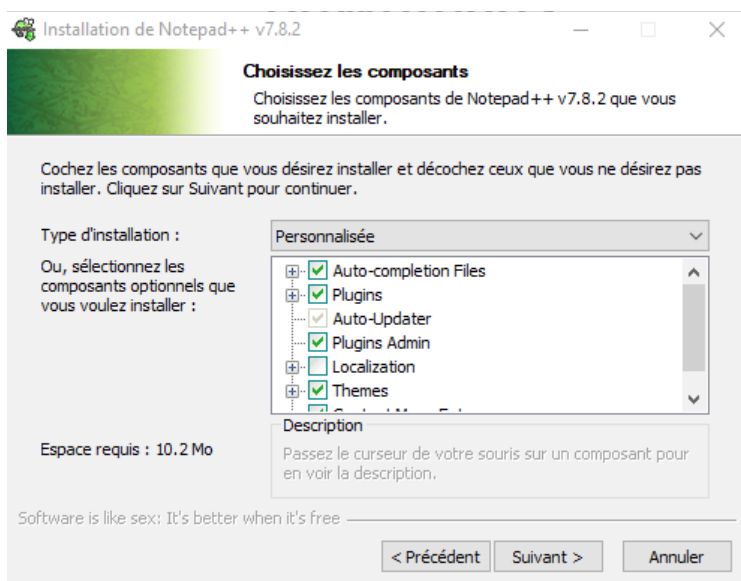 Installation de Notepad++ v7.8.2
Choisissez les composants
Choisissez les composants de Notepad++ v7.8.2 que vous
souhaitez installer.
Cochez les composants que vous désirez installer et décochez ceux que vous ne désirez pas
installer. Cliquez sur Suivant pour continuer.
Type d'installation :
Personnalisée
Ou, sélectionnez les
composants optionnels que
vous voulez installer :
Auto-completion Files
Plugins
Auto-Updater
Plugins Admin
Localization
Themes
Espace requis : 10.2 Mo
Description
Passez le curseur de votre souris sur un composant pour
en voir la description.
Software is like sex: It's better when it's free
< Précédent
Suivant >
Annuler